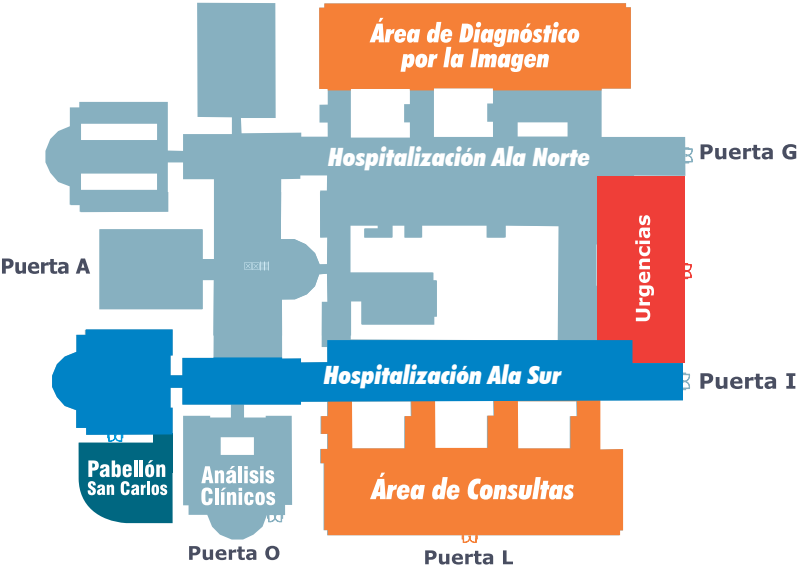 Área de Diagnóstico
por la Imagen
Hospitalización Ala Norte
Puerta G
Puerta A
Urgencias
Hospitalización Ala Sur
Puerta I
Pabellón
San Carlos
Análisis
Clínicos
Área de Consultas
Puerta O
Puerta L